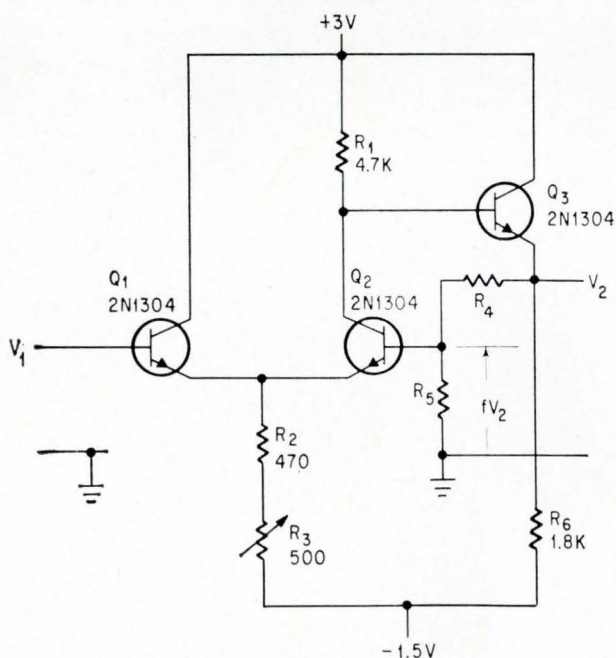 +3V
R1
4.7K
Q3
2N1304
Q1
2N1304
Q2
2N1304
V2
R4
V1
R5
fV2
R2
470
R3
500
R6
1.8K
-1.5V